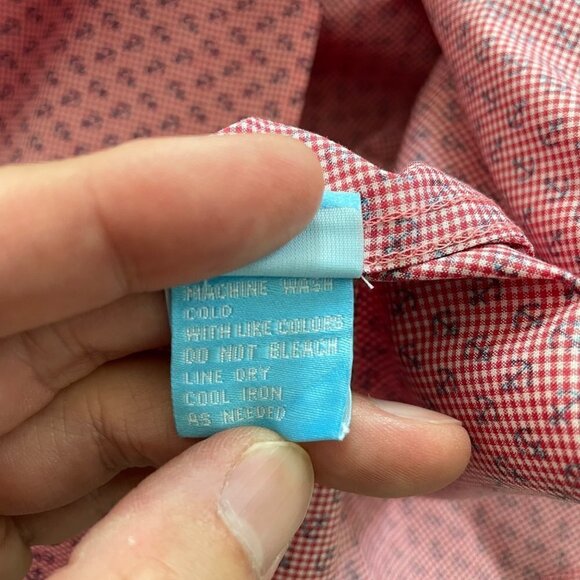 MACHINE WASH
COLD
WITH LIKE COLORS
DO NOT BLEACH
LINE DRY
COOL IRON
AS NEEDED